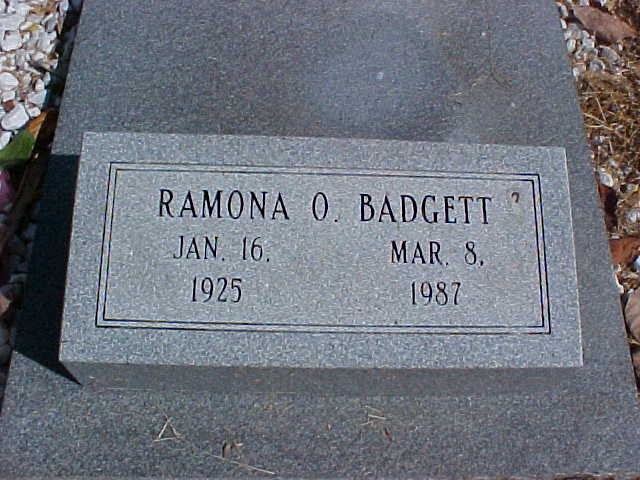 RAMONA O. BADGETT
JAN. 16, MAR. 8,
1925 1987